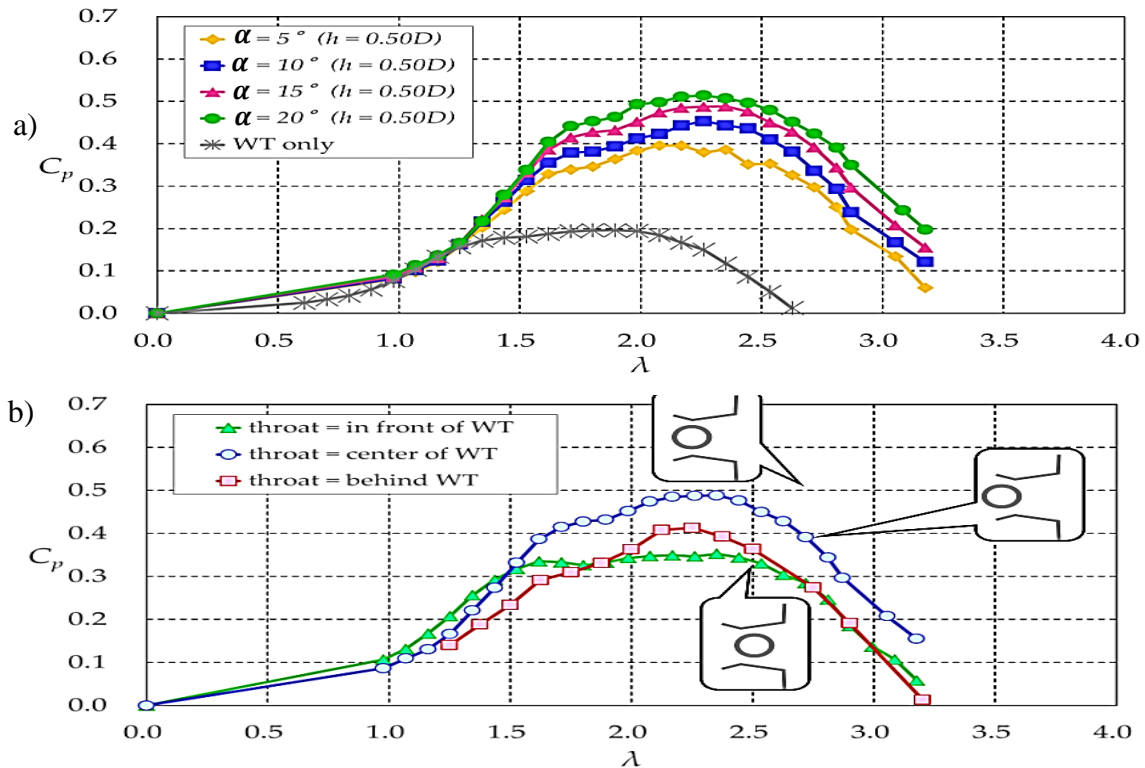 a)
C_p
0.7
0.6
0.5
0.4
0.3
0.2
0.1
0.0
α = 5° (h = 0.50D)
α = 10° (h = 0.50D)
α = 15° (h = 0.50D)
α = 20° (h = 0.50D)
WT only
0.0 1.0 1.5 2.0 2.5 3.0 3.5 4.0
λ
b)
C_p
0.7
0.6
0.5
0.4
0.3
0.2
0.1
0.0
throat = in front of WT
throat = center of WT
throat = behind WT
0.0 0.5 1.0 1.5 2.0 2.5 3.0 3.5 4.0
λ